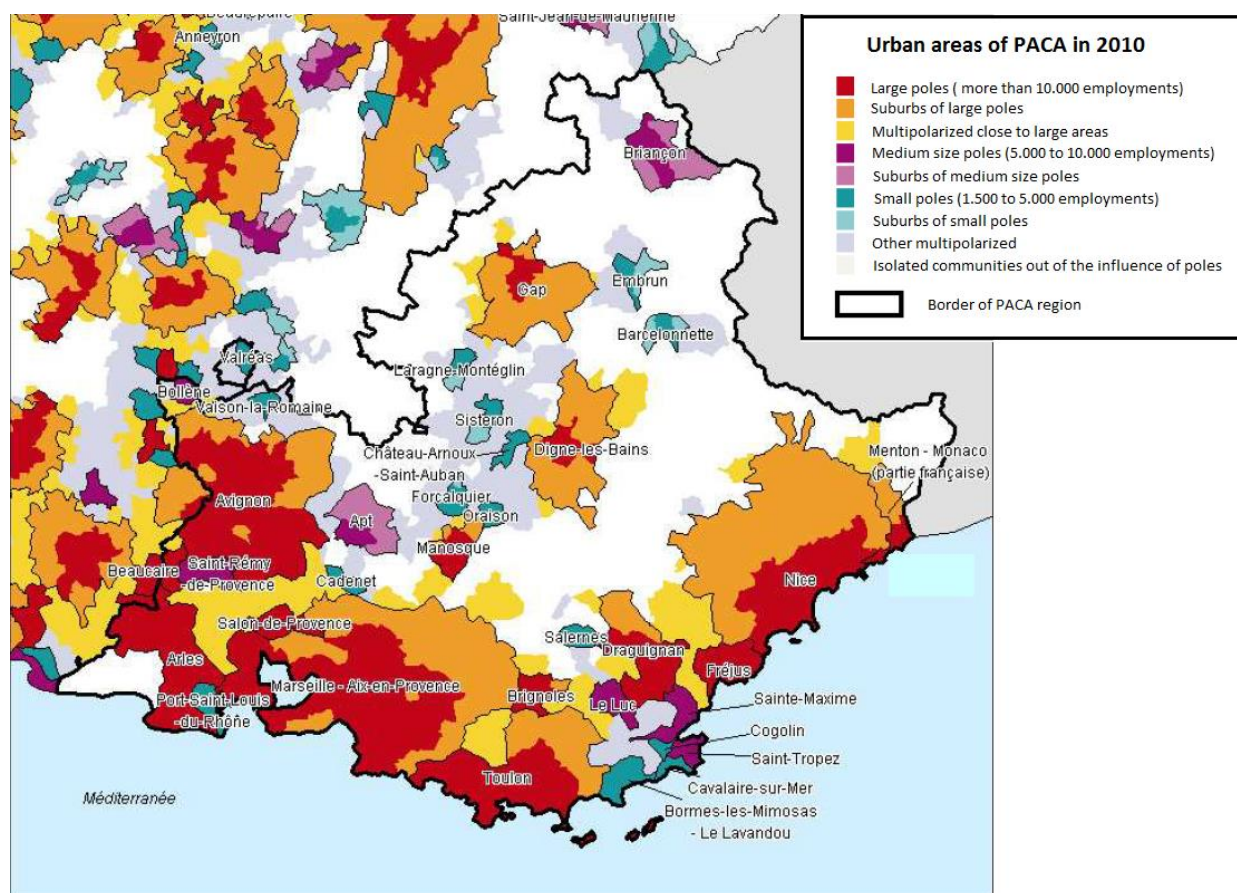 Beaurepaire
Saint-Jean-de-Maurienne
Anneyron
Urban areas of PACA in 2010
Large poles ( more than 10.000 employments)
Suburbs of large poles
Multipolarized close to large areas
Medium size poles (5.000 to 10.000 employments)
Suburbs of medium size poles
Small poles (1.500 to 5.000 employments)
Suburbs of small poles
Other multipolarized
Isolated communities out of the influence of poles
Border of PACA region
Briançon
Gap
Embrun
Barcelonnette
Valréas
Laragne-Montéglin
Bollène
Vaison-la-Romaine
Sisteron
Château-Arnoux
-Saint-Auban
Digne-les-Bains
Menton - Monaco
(partie française)
Avignon
Forcalquier
Oraison
Apt
Manosque
Beaucaire
Saint-Rémy
-de-Provence
Cadenet
Nice
Salon-de-Provence
Salernes
Draguignan
Arles
Fréjus
Marseille - Aix-en-Provence
Brignoles
Le Luc
Port-Saint-Louis
-du-Rhône
Sainte-Maxime
Cogolin
Saint-Tropez
Toulon
Méditerranée
Cavalaire-sur-Mer
Bormes-les-Mimosas
- Le Lavandou